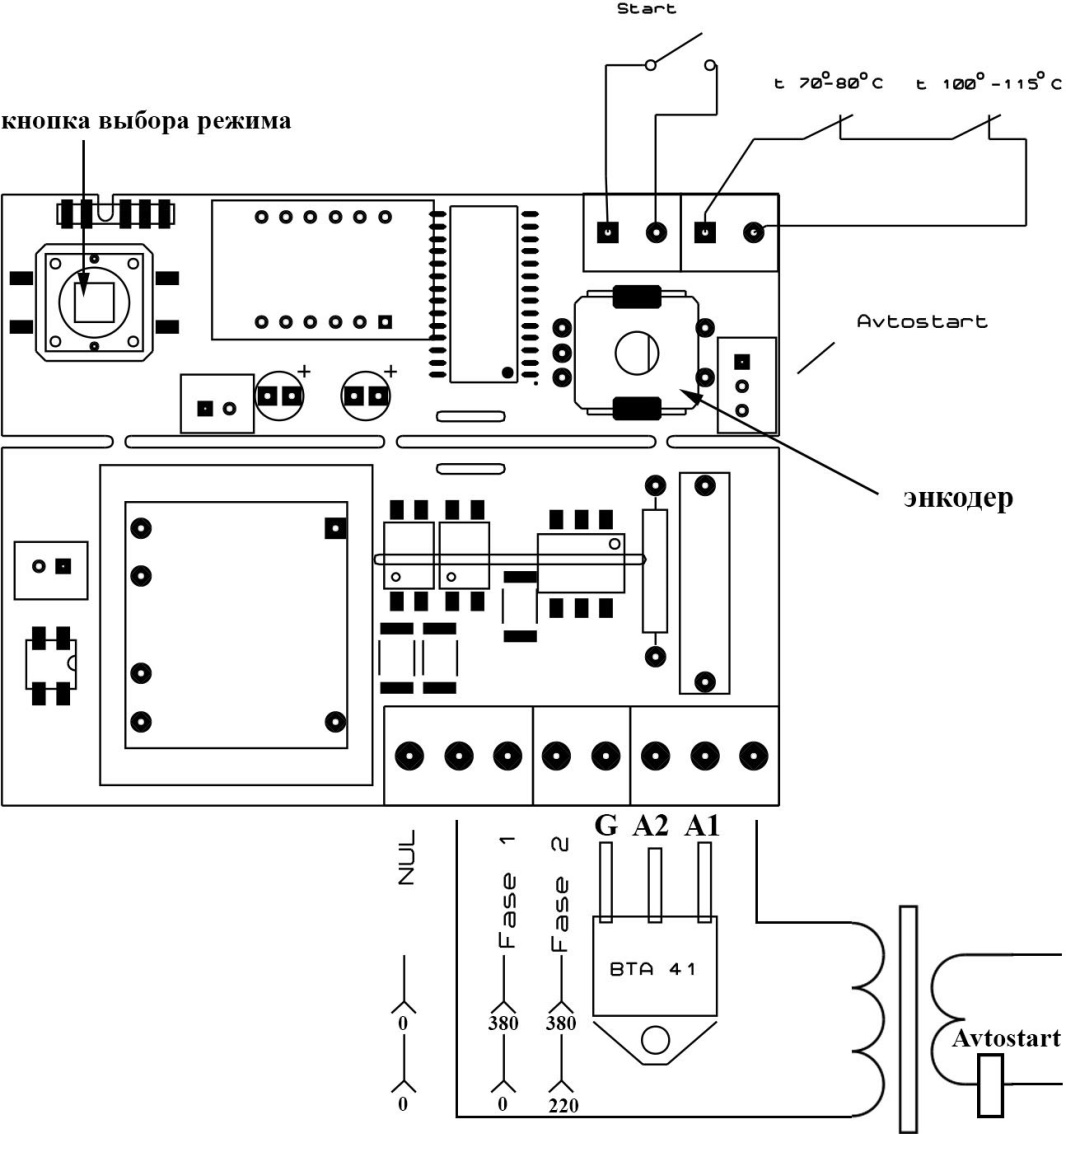 Start
t 70°-80°C
t 100°-115°C
кнопка выбора режима
+
+
Avtostart
энкодер
NUL
Fase 1
Fase 2
G A2 A1
BTA 41
0
380
380
Avtostart
0
0
220